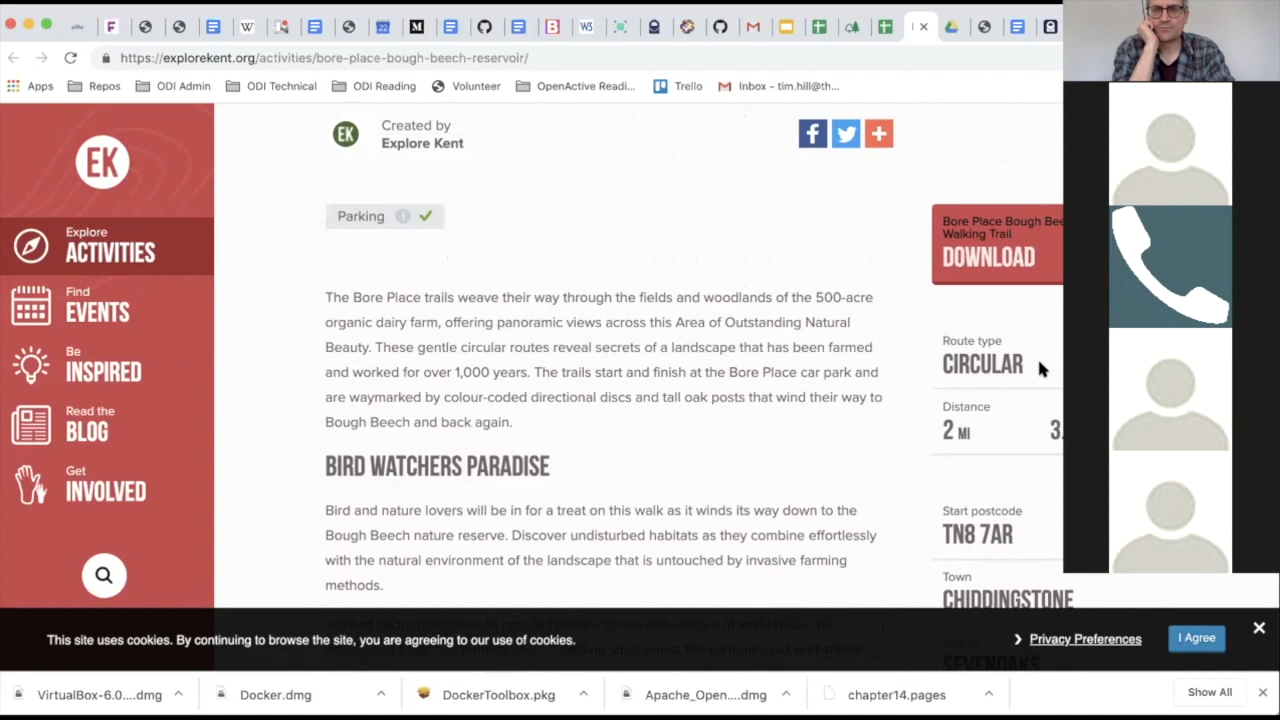 22
W3
https://explorekent.org/activities/bore-place-bough-beech-reservoir/
Apps Repos ODI Admin ODI Technical ODI Reading Volunteer OpenActive Readi... Trello Inbox - tim.hill@th...
EK
Explore
ACTIVITIES
Find
EVENTS
Be
INSPIRED
Read the
BLOG
Get
INVOLVED
EK
Created by
Explore Kent
Parking
The Bore Place trails weave their way through the fields and woodlands of the 500-acre
organic dairy farm, offering panoramic views across this Area of Outstanding Natural
Beauty. These gentle circular routes reveal secrets of a landscape that has been farmed
and worked for over 1,000 years. The trails start and finish at the Bore Place car park and
are waymarked by colour-coded directional discs and tall oak posts that wind their way to
Bough Beech and back again.
BIRD WATCHERS PARADISE
Bird and nature lovers will be in for a treat on this walk as it winds its way down to the
Bough Beech nature reserve. Discover undisturbed habitats as they combine effortlessly
with the natural environment of the landscape that is untouched by invasive farming
methods.
Bore Place Bough Bee
Walking Trail
DOWNLOAD
Route type
CIRCULAR
Distance
2 MI 3.
Start postcode
TN8 7AR
Town
CHIDDINGSTONE
SEVENOAKS
This site uses cookies. By continuing to browse the site, you are agreeing to our use of cookies.
Privacy Preferences
I Agree
VirtualBox-6.0....dmg Docker.dmg DockerToolbox.pkg Apache_Open....dmg chapter14.pages Show All